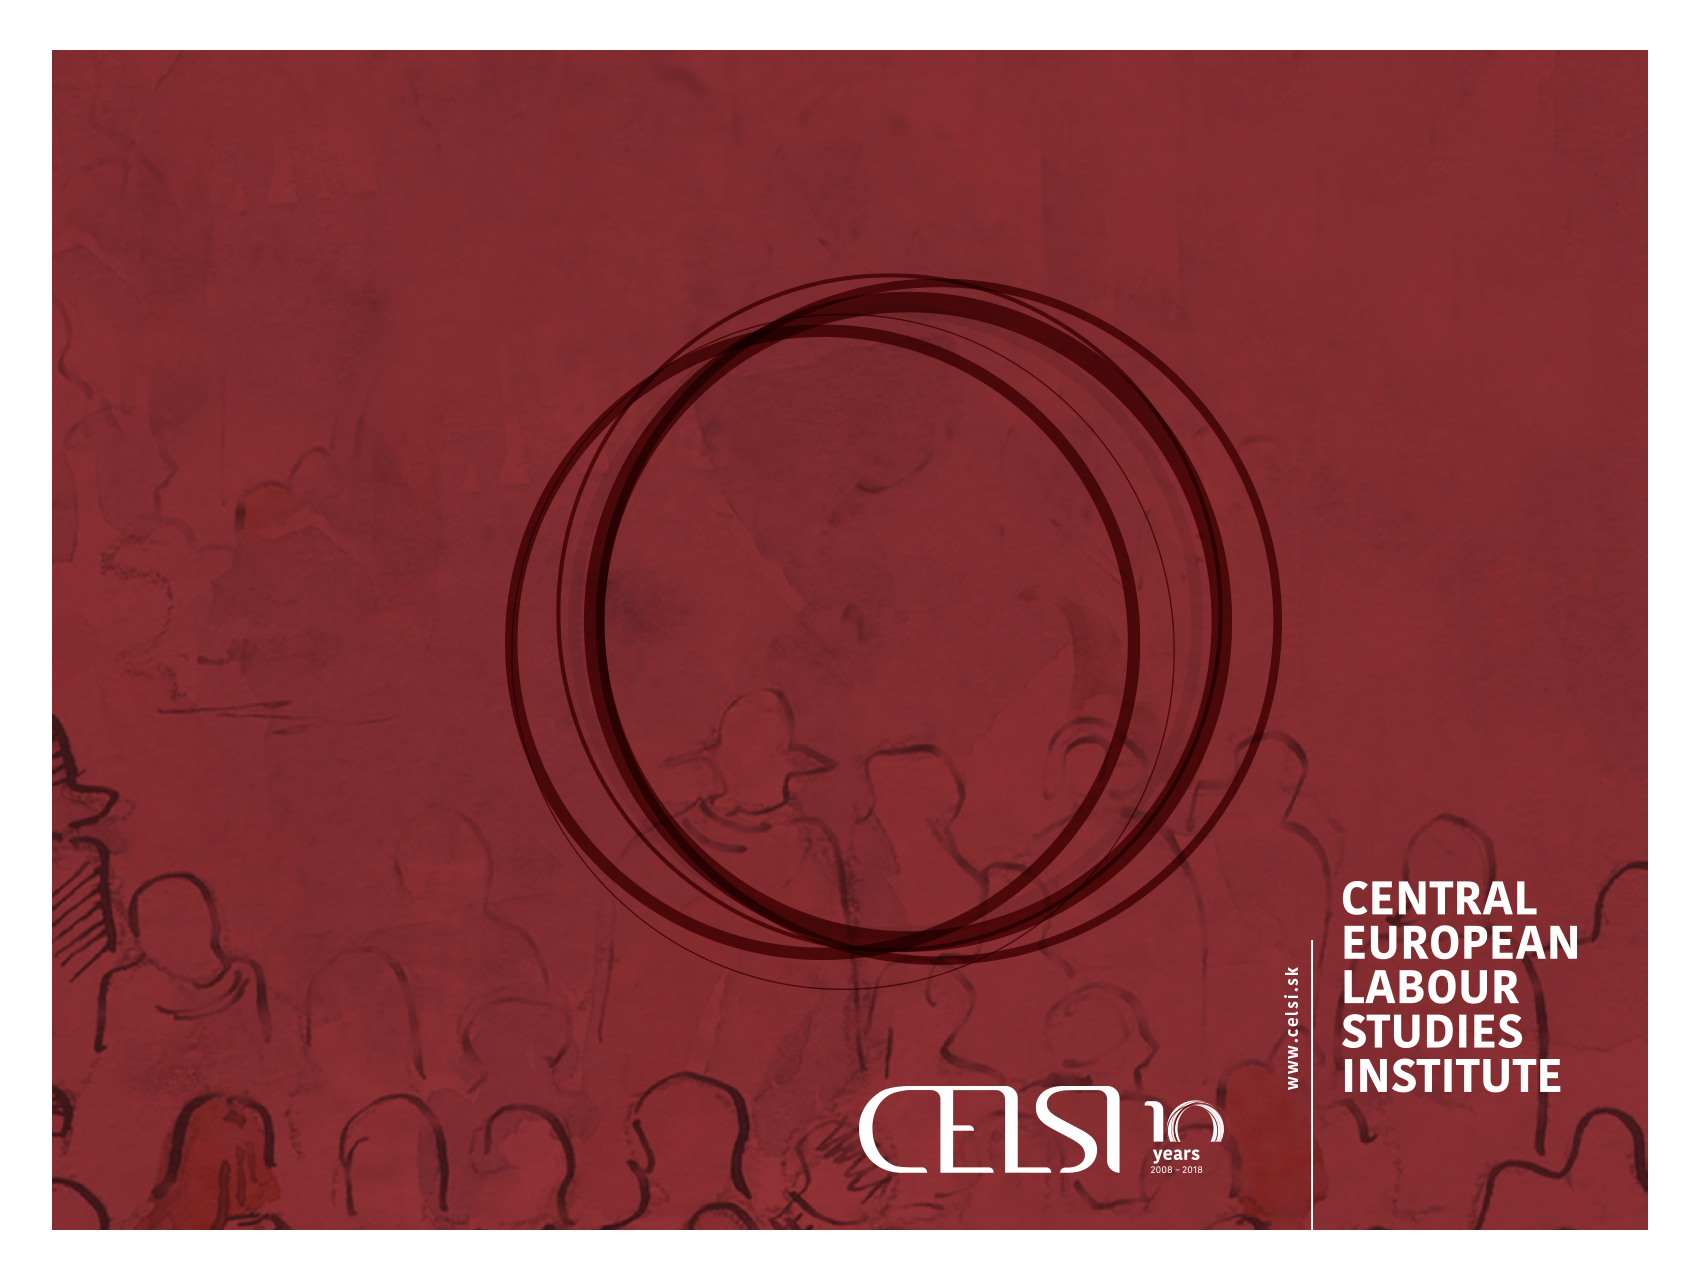 CENTRAL
EUROPEAN
LABOUR
STUDIES
INSTITUTE
www.celsi.sk
CELSI
10
years
2008 – 2018